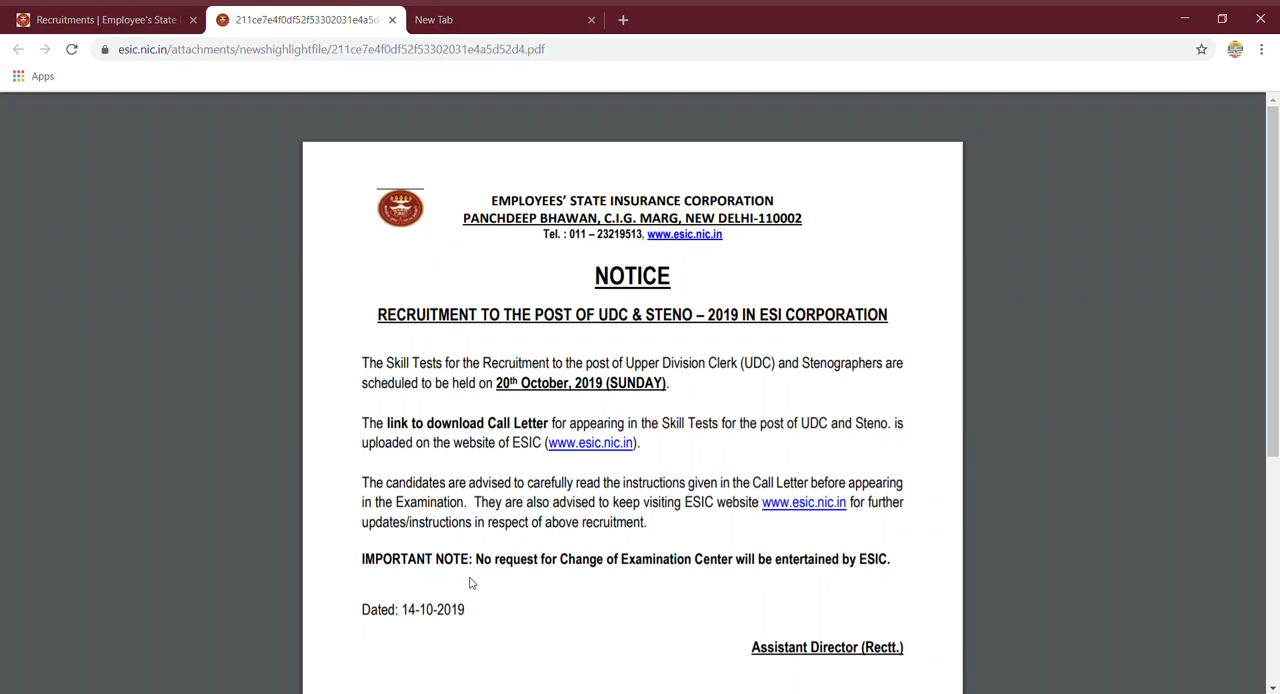 Recruitments | Employee's State
211ce7e4f0df52f53302031e4a5d5
New Tab
esic.nic.in/attachments/newshighlightfile/211ce7e4f0df52f53302031e4a5d52d4.pdf
Apps
EMPLOYEES' STATE INSURANCE CORPORATION
PANCHDEEP BHAWAN, C.I.G. MARG, NEW DELHI-110002
Tel. : 011 – 23219513, www.esic.nic.in
NOTICE
RECRUITMENT TO THE POST OF UDC & STENO – 2019 IN ESI CORPORATION
The Skill Tests for the Recruitment to the post of Upper Division Clerk (UDC) and Stenographers are
scheduled to be held on 20th October, 2019 (SUNDAY).
The link to download Call Letter for appearing in the Skill Tests for the post of UDC and Steno. is
uploaded on the website of ESIC (www.esic.nic.in).
The candidates are advised to carefully read the instructions given in the Call Letter before appearing
in the Examination. They are also advised to keep visiting ESIC website www.esic.nic.in for further
updates/instructions in respect of above recruitment.
IMPORTANT NOTE: No request for Change of Examination Center will be entertained by ESIC.
Dated: 14-10-2019
Assistant Director (Rectt.)